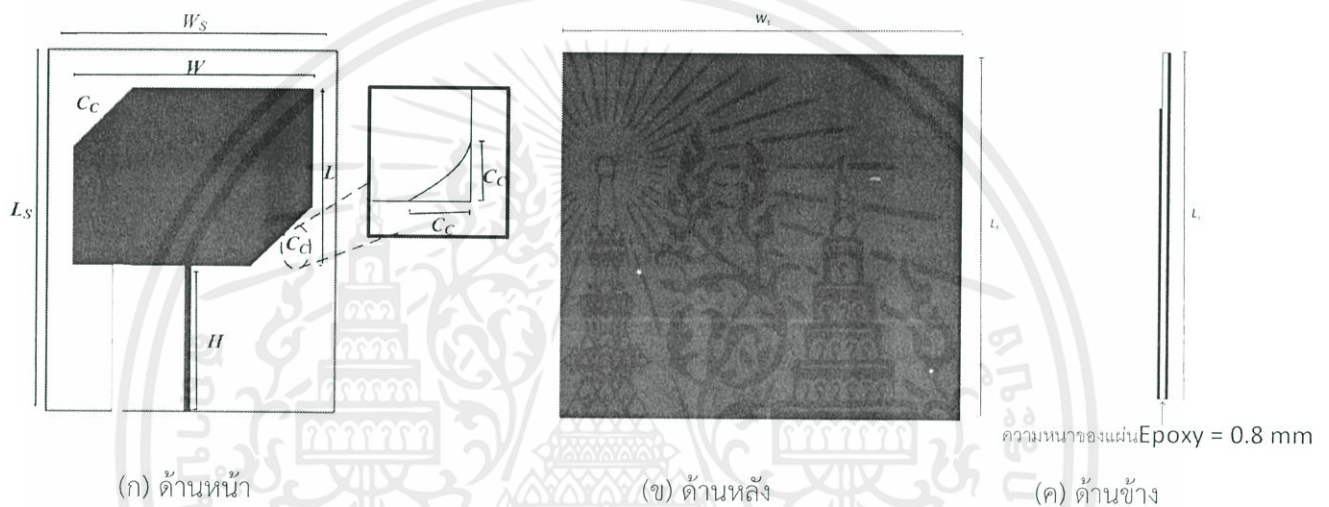 W_S
W
C_C
L_S
L
C_C
H
C_C
C_C
W_s
L_s
L_s
ความหนาของแผ่นEpoxy = 0.8 mm
(ก) ด้านหน้า
(ข) ด้านหลัง
(ค) ด้านข้าง